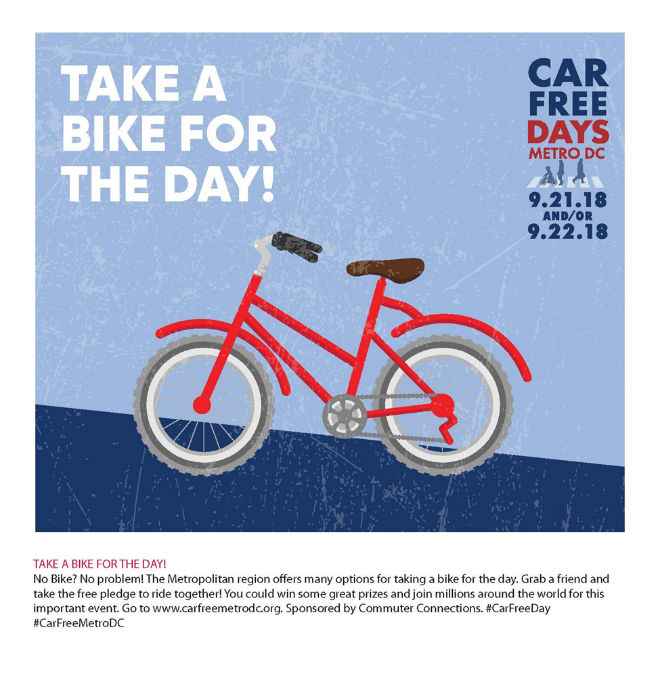 TAKE A
BIKE FOR
THE DAY!
CAR
FREE
DAYS
METRO DC
9.21.18
AND/OR
9.22.18
TAKE A BIKE FOR THE DAY!
No Bike? No problem! The Metropolitan region offers many options for taking a bike for the day. Grab a friend and
take the free pledge to ride together! You could win some great prizes and join millions around the world for this
important event. Go to www.carfreemetrodc.org. Sponsored by Commuter Connections. #CarFreeDay
#CarFreeMetroDC